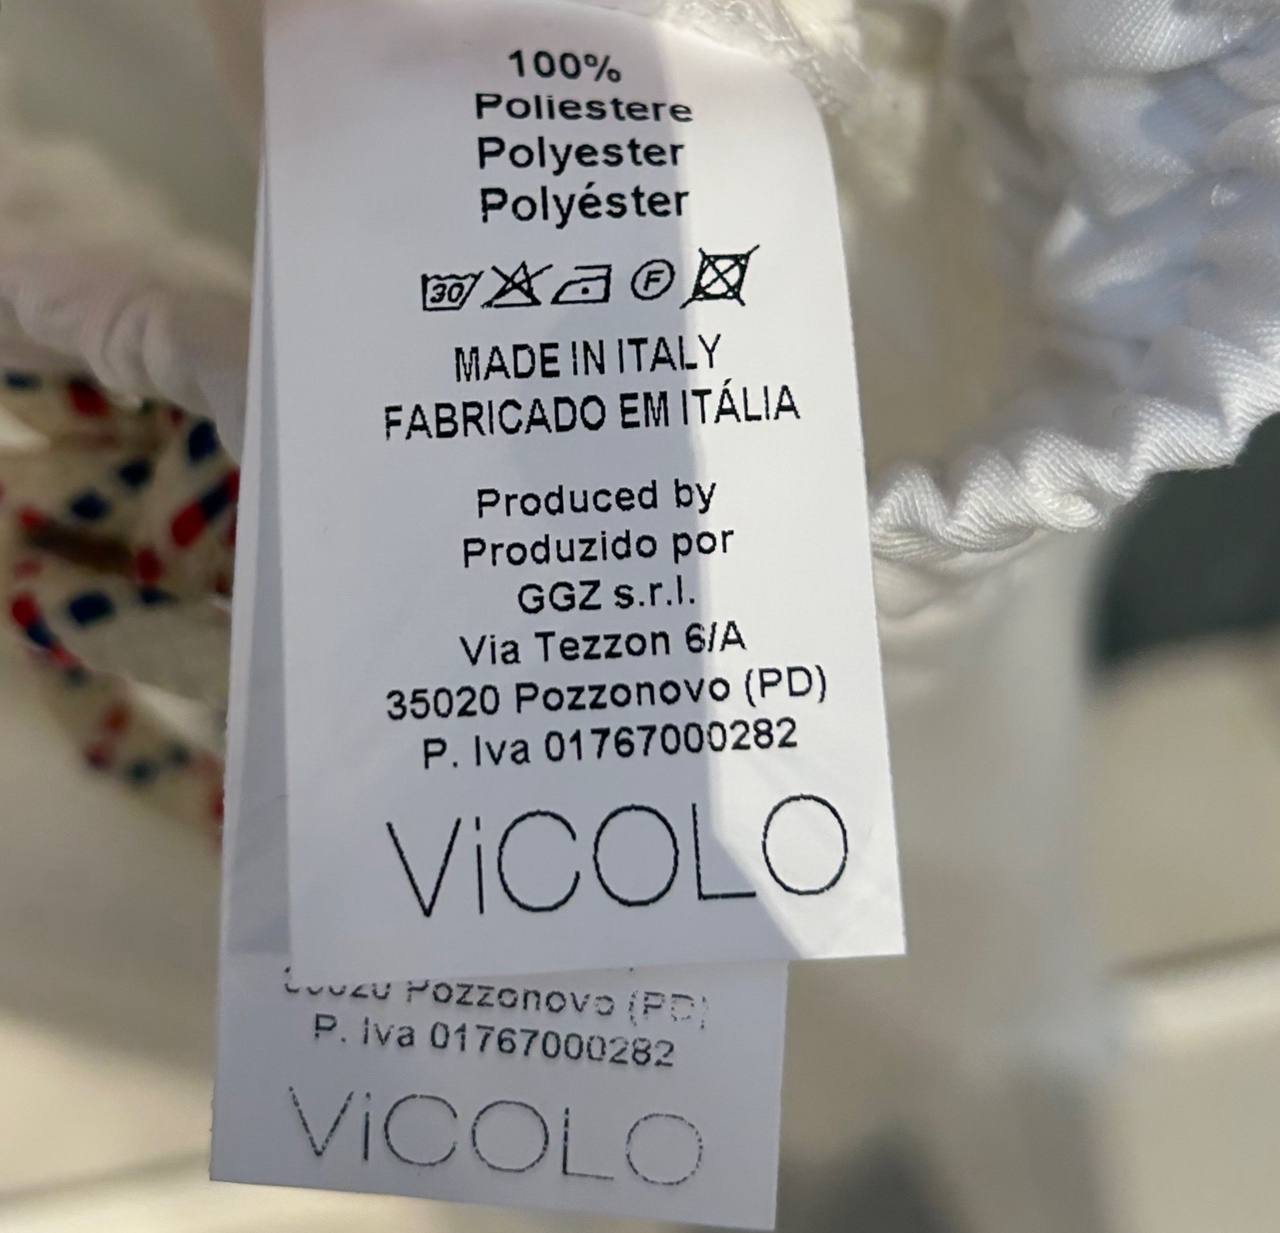 100%
Poliestere
Polyester
Polyéster
30 F
MADE IN ITALY
FABRICADO EM ITÁLIA
Produced by
Produzido por
GGZ s.r.l.
Via Tezzon 6/A
35020 Pozzonovo (PD)
P. Iva 01767000282
ViCOLO
35020 Pozzonovo (PD)
P. Iva 01767000282
ViCOLO